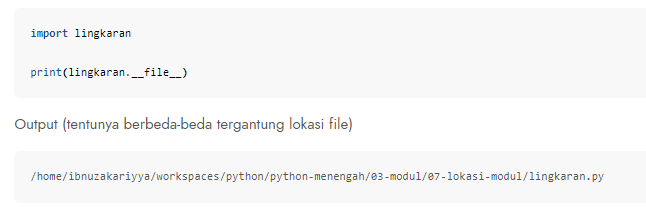 import lingkaran
print(lingkaran.__file__)
Output (tentunya berbeda-beda tergantung lokasi file)
/home/ibnuzakariyya/workspaces/python/python-menengah/03-modul/07-lokasi-modul/lingkaran.py